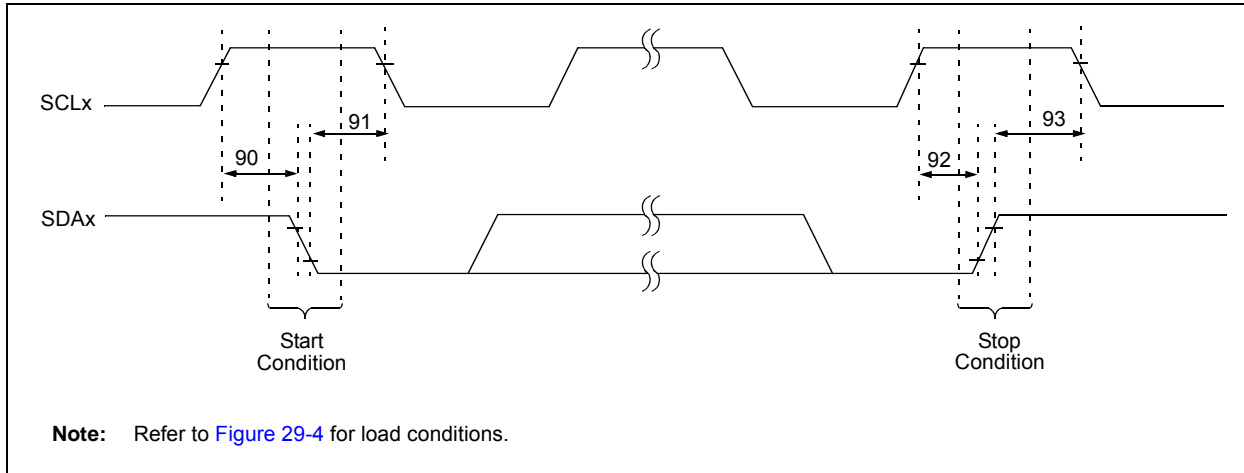 SCLx
91
93
90
92
SDAx
Start
Condition
Stop
Condition
Note: Refer to Figure 29-4 for load conditions.